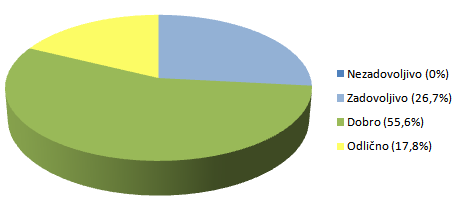 Nezadovoljivo (0%)
Zadovoljivo (26,7%)
Dobro (55,6%)
Odlično (17,8%)